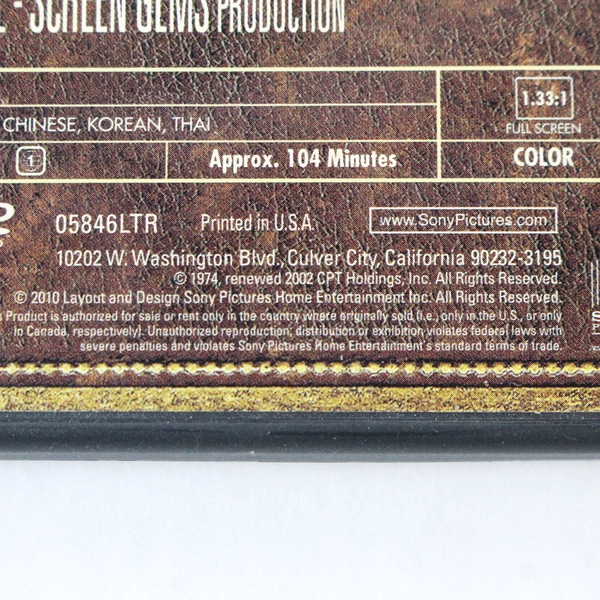 - SCREEN GEMS PRODUCTION
1.33:1
CHINESE, KOREAN, THAI
FULL SCREEN
1
Approx. 104 Minutes
COLOR
05846LTR
Printed in U.S.A.
www.SonyPictures.com
10202 W. Washington Blvd., Culver City, California 90232-3195
© 1974, renewed 2002 CPT Holdings, Inc. All Rights Reserved.
© 2010 Layout and Design Sony Pictures Home Entertainment Inc. All Rights Reserved.
Product is authorized for sale or rent only in the country where originally sold (i.e., only in the U.S., or only
in Canada, respectively). Unauthorized reproduction, distribution or exhibition violates federal laws with
severe penalties and violates Sony Pictures Home Entertainment's standard terms of trade.